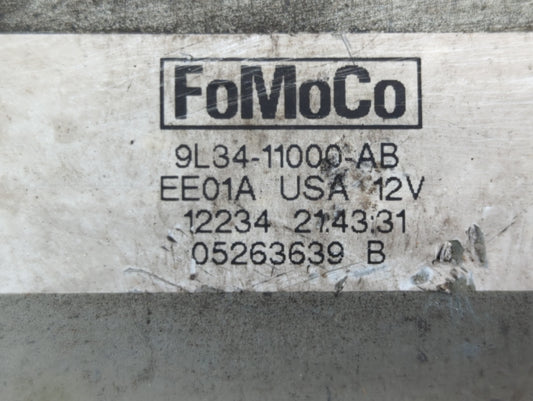 FoMoCo
9L34-11000-AB
EE01A USA 12V
12234 21:43:31
05263639 B